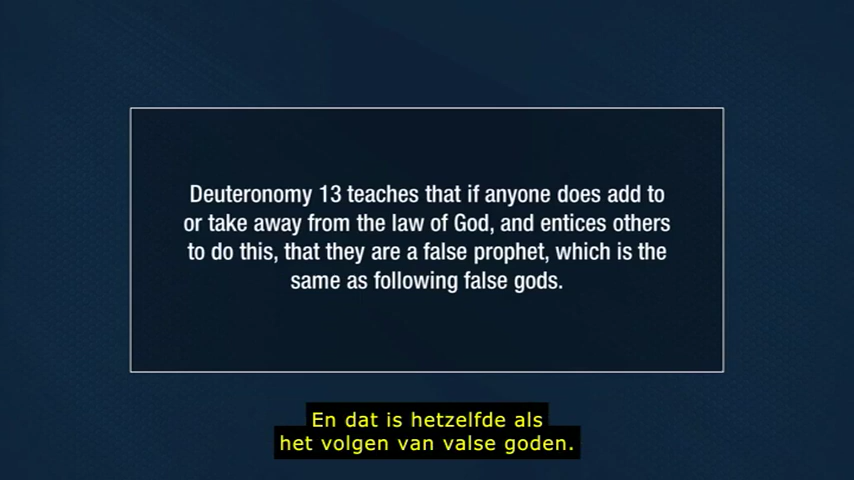 Deuteronomy 13 teaches that if anyone does add to
or take away from the law of God, and entices others
to do this, that they are a false prophet, which is the
same as following false gods.
En dat is hetzelfde als
het volgen van valse goden.